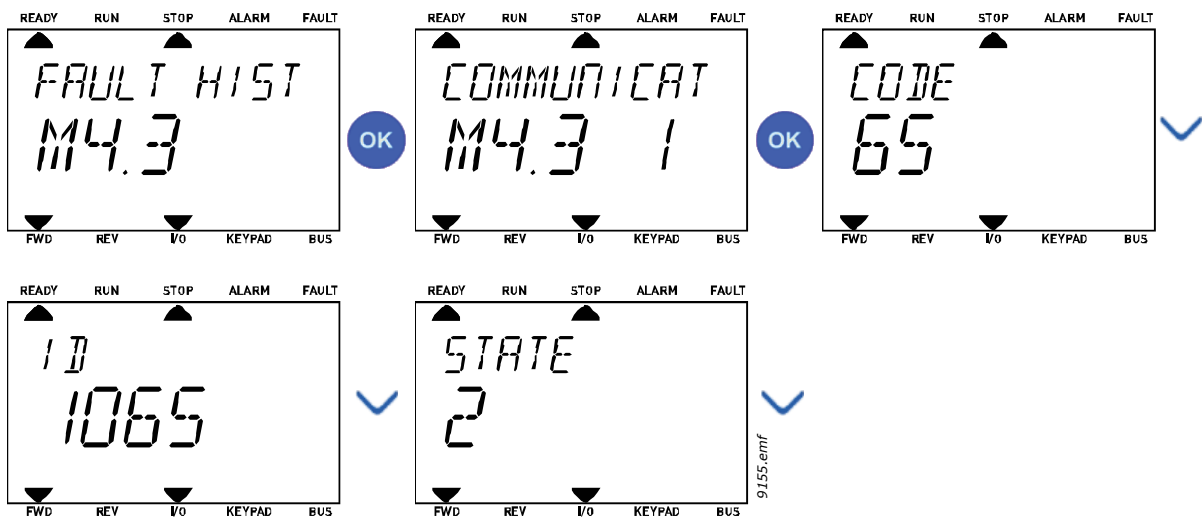 READY RUN STOP ALARM FAULT
FAULT HIST
M4.3
FWD REV I/O KEYPAD BUS
OK
READY RUN STOP ALARM FAULT
COMMUNICAT
M4.3 1
FWD REV I/O KEYPAD BUS
OK
READY RUN STOP ALARM FAULT
CODE
65
FWD REV I/O KEYPAD BUS
READY RUN STOP ALARM FAULT
ID
1065
FWD REV I/O KEYPAD BUS
READY RUN STOP ALARM FAULT
STATE
2
FWD REV I/O KEYPAD BUS
9155.emf